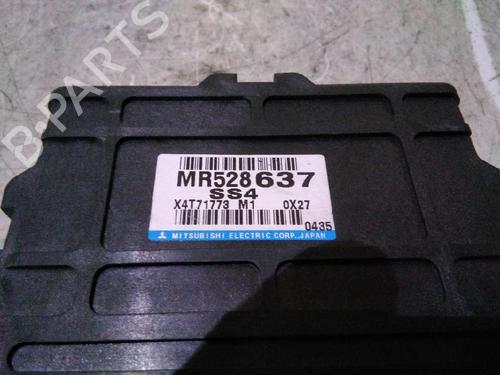 B-PARTS
MR528637
SS4
X4T71773 M1 0X27
0435
MITSUBISHI ELECTRIC CORP., JAPAN